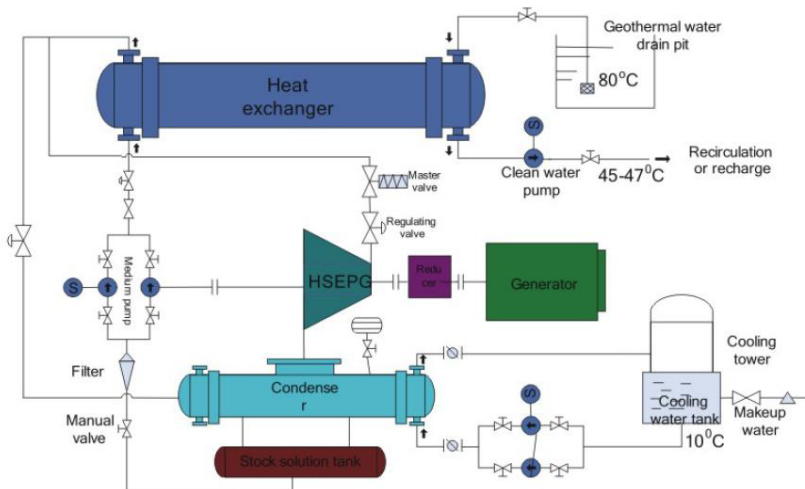 Geothermal water
drain pit
80°C
Heat
exchanger
S
Master
valve
Clean water
pump
45-47⁰C
Recirculation
or recharge
Regulating
valve
Medium pump
S
HSEPG
Redu
cer
Generator
Filter
Condense
r
Cooling
tower
Manual
valve
S
Cooling
water tank
10⁰C
Makeup
water
Stock solution tank